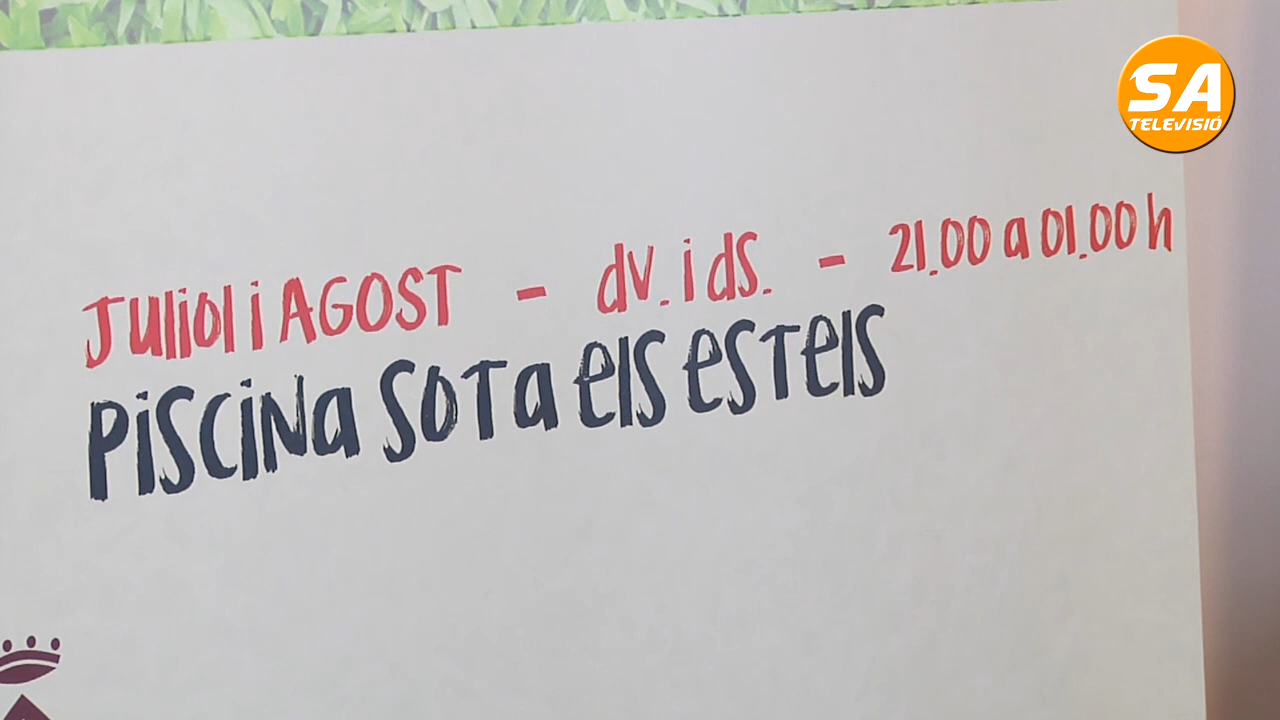 SA
TELEVISIÓ
JULIOL i AGOST - dV. i dS. - 21.00 a 01.00 h
PiSCiNa SOTa elS eSTelS